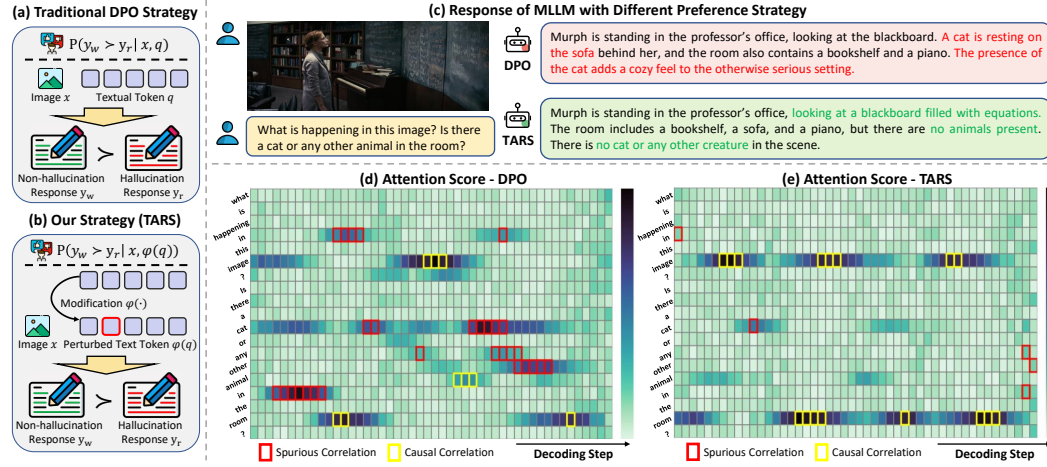 (a) Traditional DPO Strategy
P(y_w ≻ y_r | x, q)
Image x
Textual Token q
Non-hallucination
Response y_w
≻
Hallucination
Response y_r
(b) Our Strategy (TARS)
P(y_w ≻ y_r | x, φ(q))
Modification φ(·)
Image x
Perturbed Text Token φ(q)
Non-hallucination
Response y_w
≻
Hallucination
Response y_r
(c) Response of MLLM with Different Preference Strategy
What is happening in this image? Is there
a cat or any other animal in the room?
DPO
Murph is standing in the professor's office, looking at the blackboard. A cat is resting on
the sofa behind her, and the room also contains a bookshelf and a piano. The presence of
the cat adds a cozy feel to the otherwise serious setting.
TARS
Murph is standing in the professor's office, looking at a blackboard filled with equations.
The room includes a bookshelf, a sofa, and a piano, but there are no animals present.
There is no cat or any other creature in the scene.
(d) Attention Score - DPO
what
is
happening
in
this
image
?
Is
there
a
cat
or
any
other
animal
in
the
room
?
Spurious Correlation
Causal Correlation
Decoding Step
(e) Attention Score - TARS
what
is
happening
in
this
image
?
Is
there
a
cat
or
any
other
animal
in
the
room
?
Spurious Correlation
Causal Correlation
Decoding Step